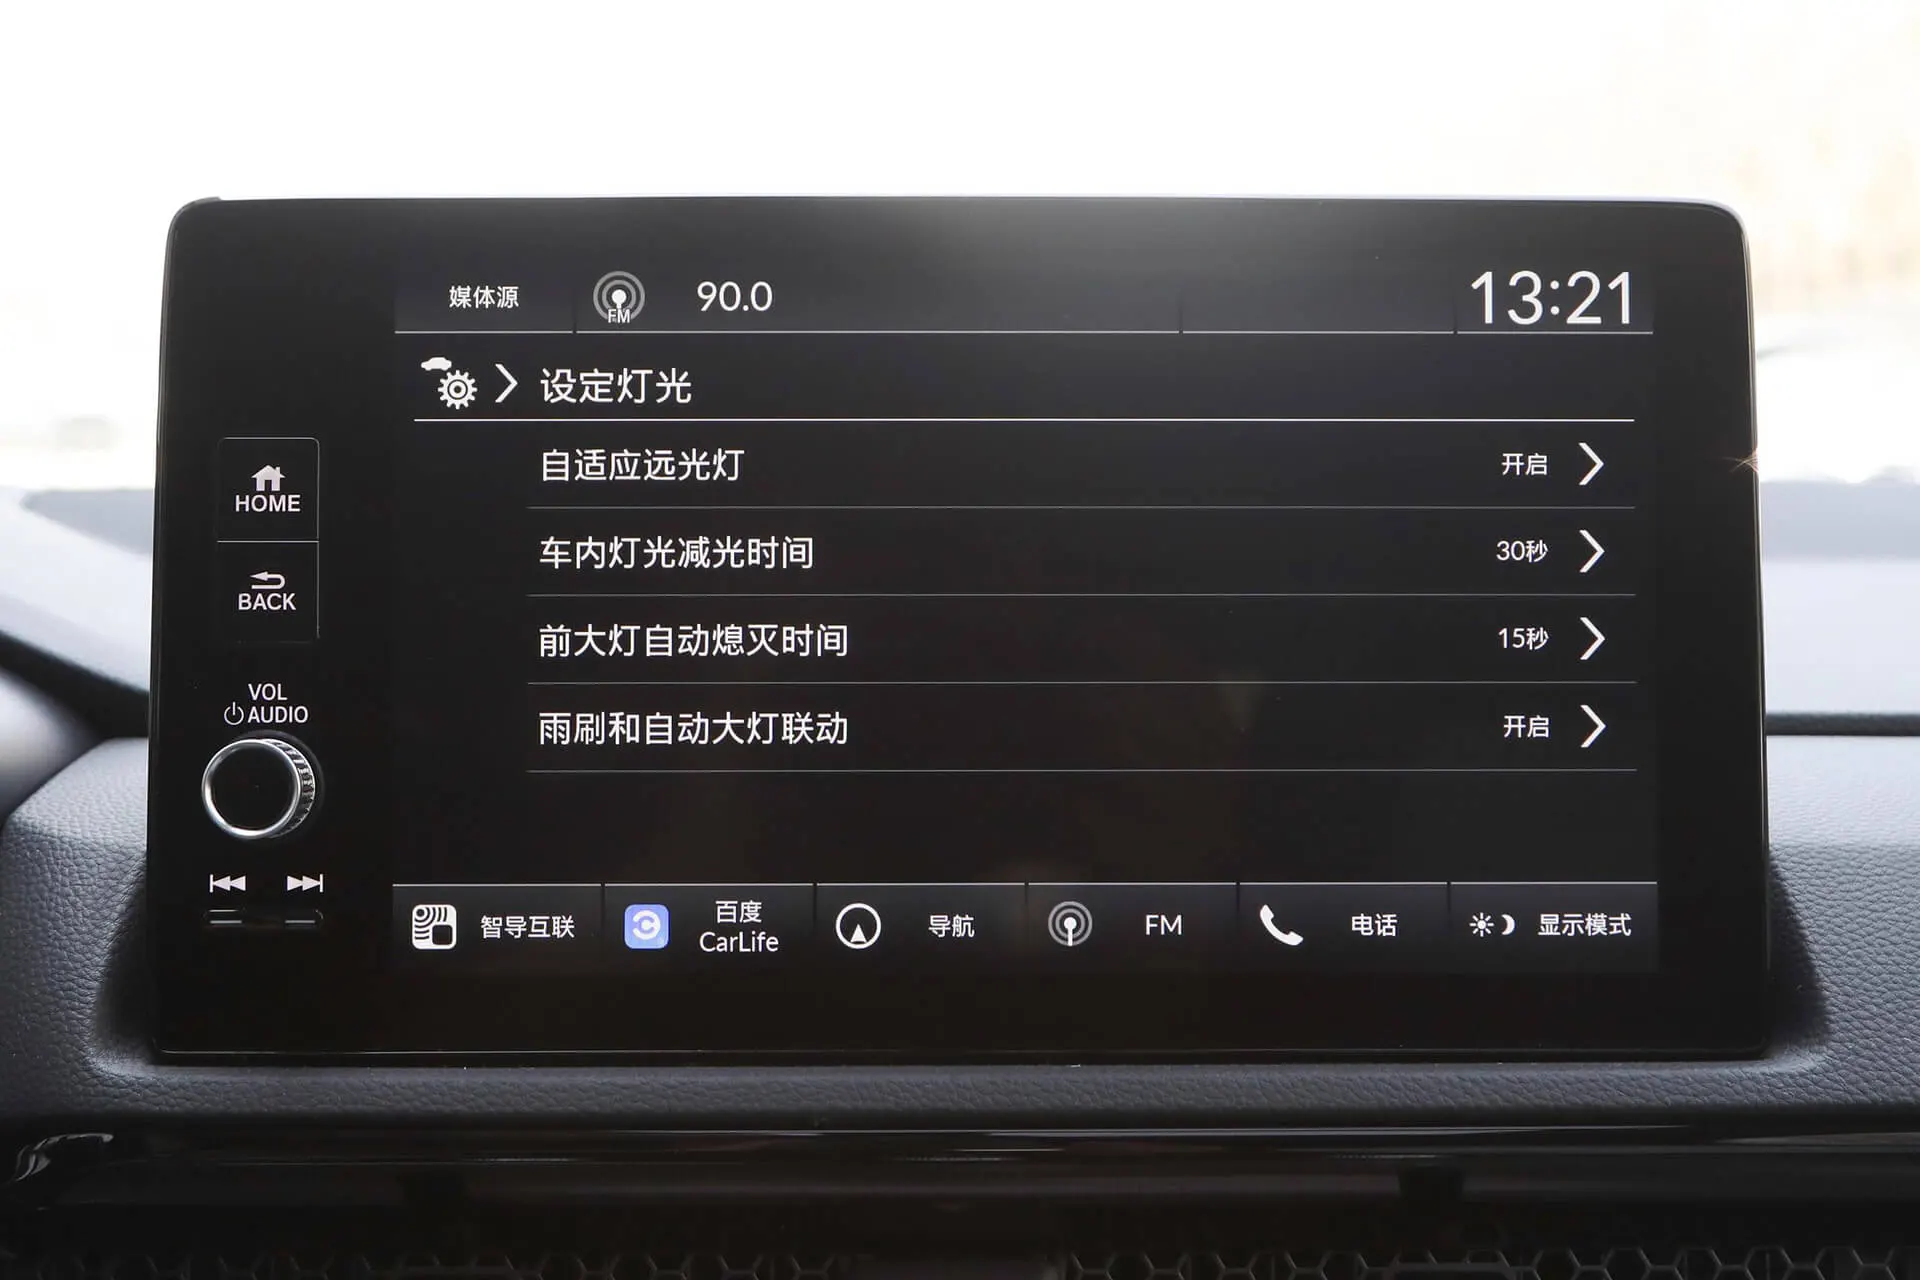 媒体源
FM
90.0
13:21
设定灯光
自适应远光灯 开启
车内灯光减光时间 30秒
前大灯自动熄灭时间 15秒
雨刷和自动大灯联动 开启
HOME
BACK
VOL
AUDIO
智导互联
百度
CarLife
导航
FM
电话
显示模式